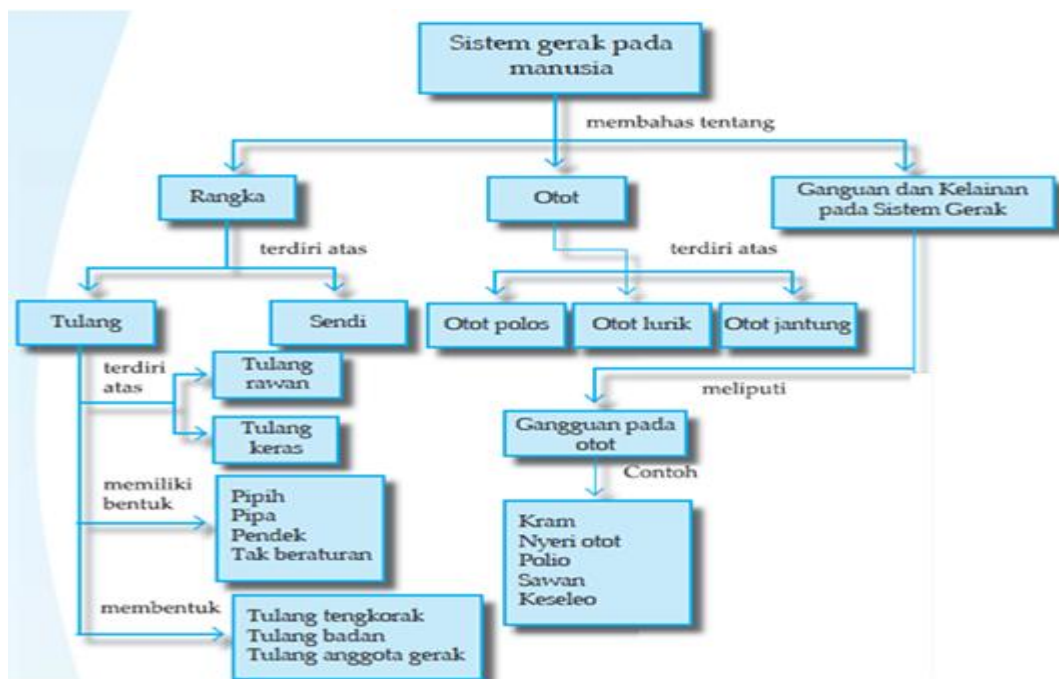 Sistem gerak pada
manusia
membahas tentang
Rangka
Otot
Ganguan dan Kelainan
pada Sistem Gerak
terdiri atas
terdiri atas
Tulang
Sendi
Otot polos
Otot lurik
Otot jantung
terdiri
atas
Tulang
rawan
Tulang
keras
meliputi
Gangguan pada
otot
Contoh
memiliki
bentuk
Pipih
Pipa
Pendek
Tak beraturan
Kram
Nyeri otot
Polio
Sawan
Keseleo
membentuk
Tulang tengkorak
Tulang badan
Tulang anggota gerak